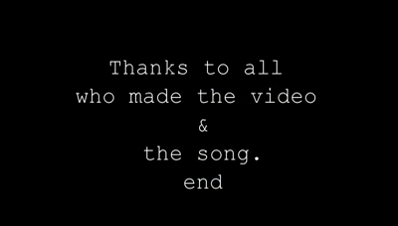 Thanks to all
who made the video
&
the song.
end